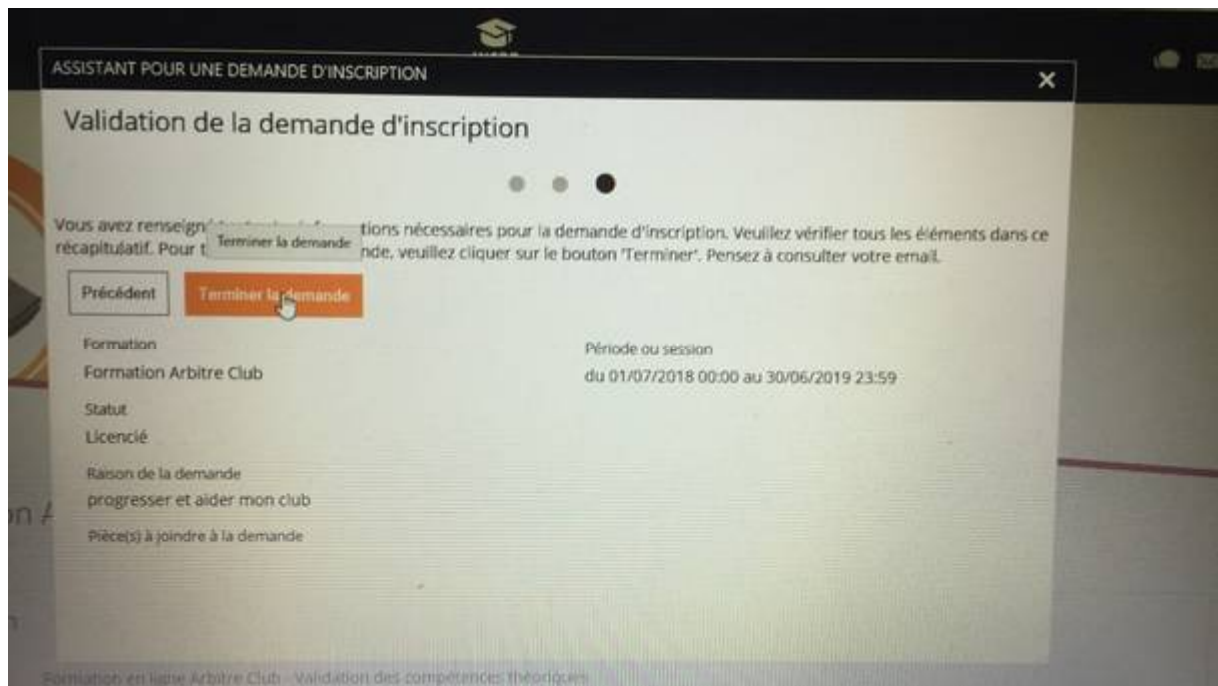 ASSISTANT POUR UNE DEMANDE D'INSCRIPTION
Validation de la demande d'inscription
Vous avez renseign tions nécessaires pour la demande d'inscription. Veuillez vérifier tous les éléments dans ce
Terminer la demande
récapitulatif. Pour t nde, veuillez cliquer sur le bouton 'Terminer'. Pensez à consulter votre email.
Précédent Terminer la demande
Formation Période ou session
Formation Arbitre Club du 01/07/2018 00:00 au 30/06/2019 23:59
Statut
Licencié
Raison de la demande
progresser et aider mon club
Pièce(s) à joindre à la demande
Formation en ligne Arbitre Club - Validation des compétences théoriques